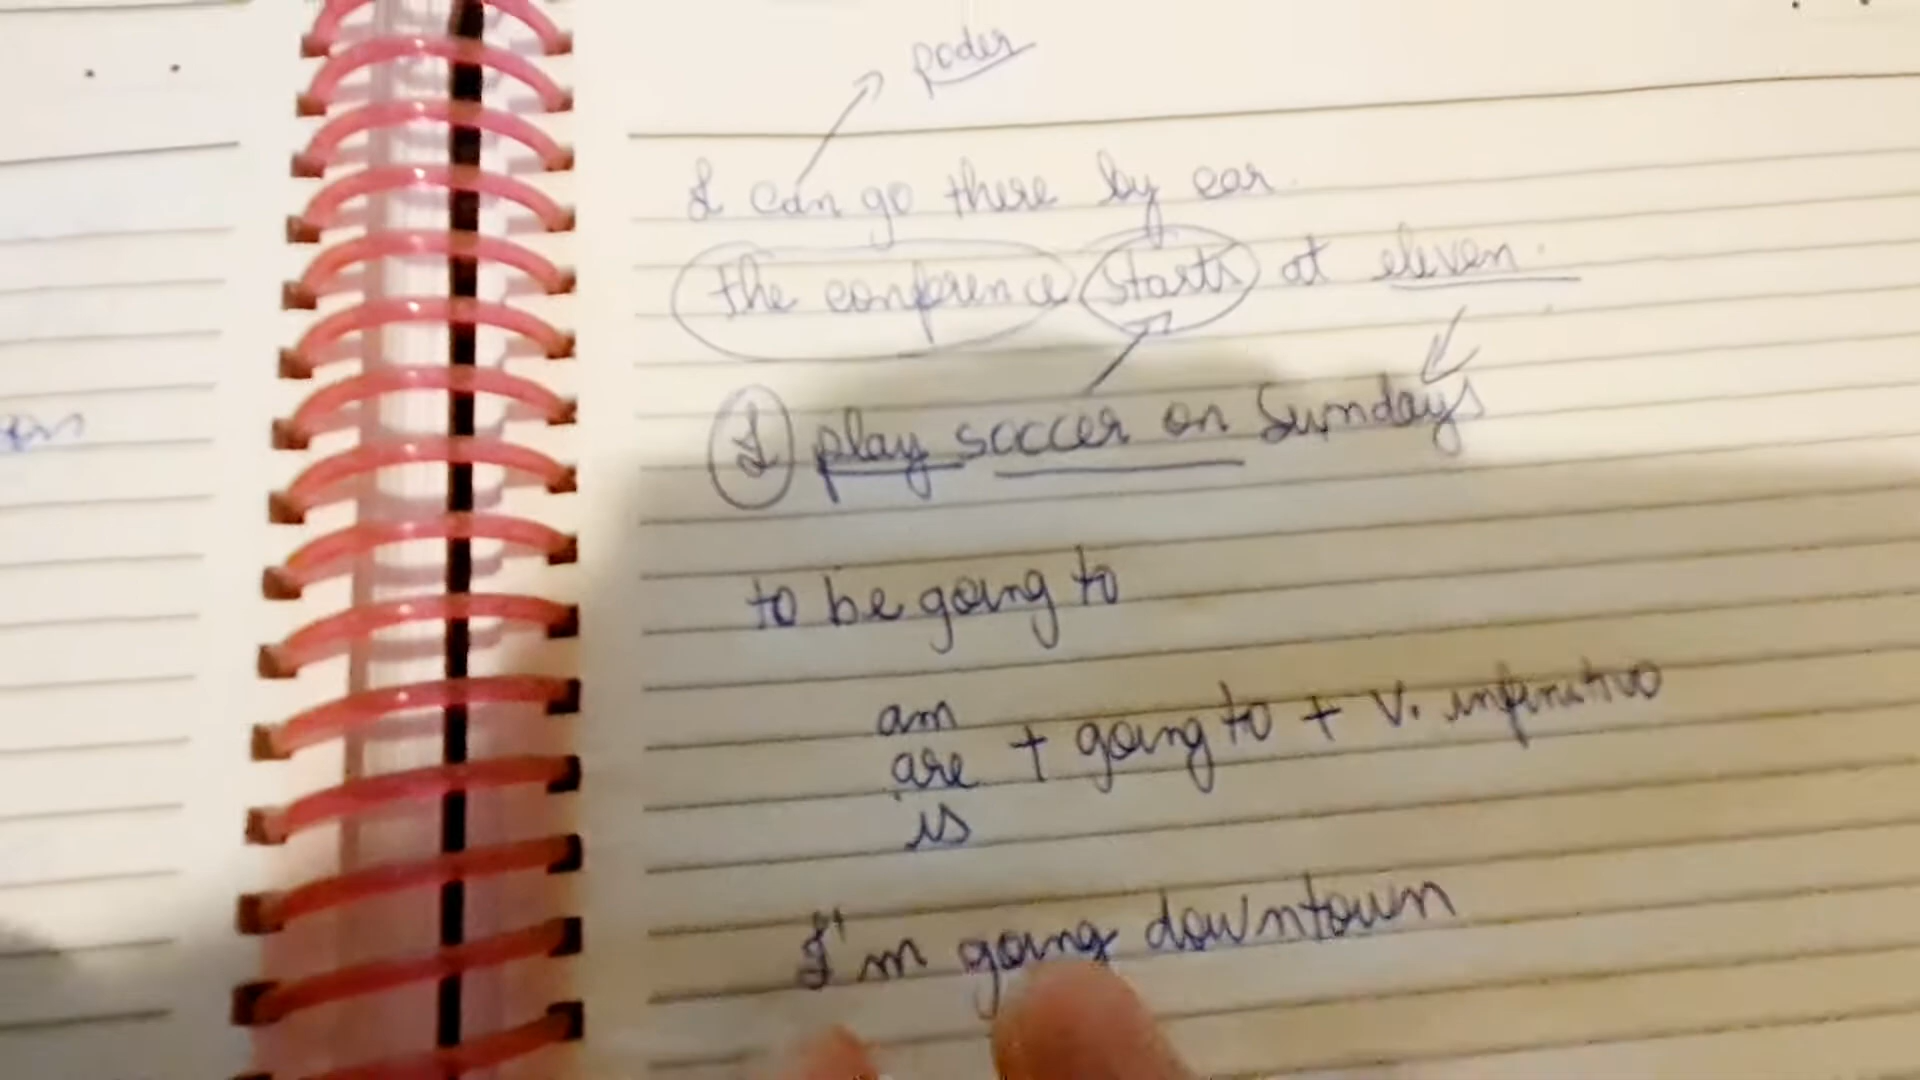 poder
I can go there by car.
the conference starts at eleven.
I play soccer on Sundays
to be going to
am
are + going to + v. infinitivo
is
I'm going downtown